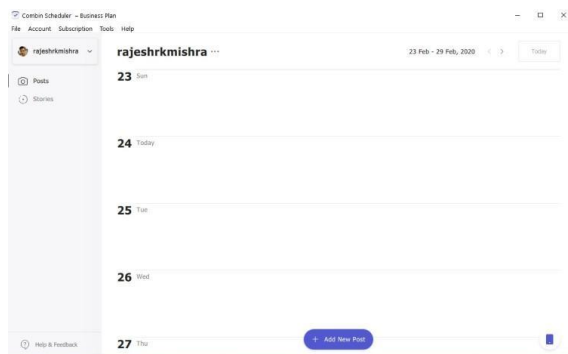 Combin Scheduler – Business Plan
File Account Subscription Tools Help
rajeshrkmishra
rajeshrkmishra ···
23 Feb - 29 Feb, 2020
Today
Posts
Stories
23 Sun
24 Today
25 Tue
26 Wed
27 Thu
+ Add New Post
Help & Feedback